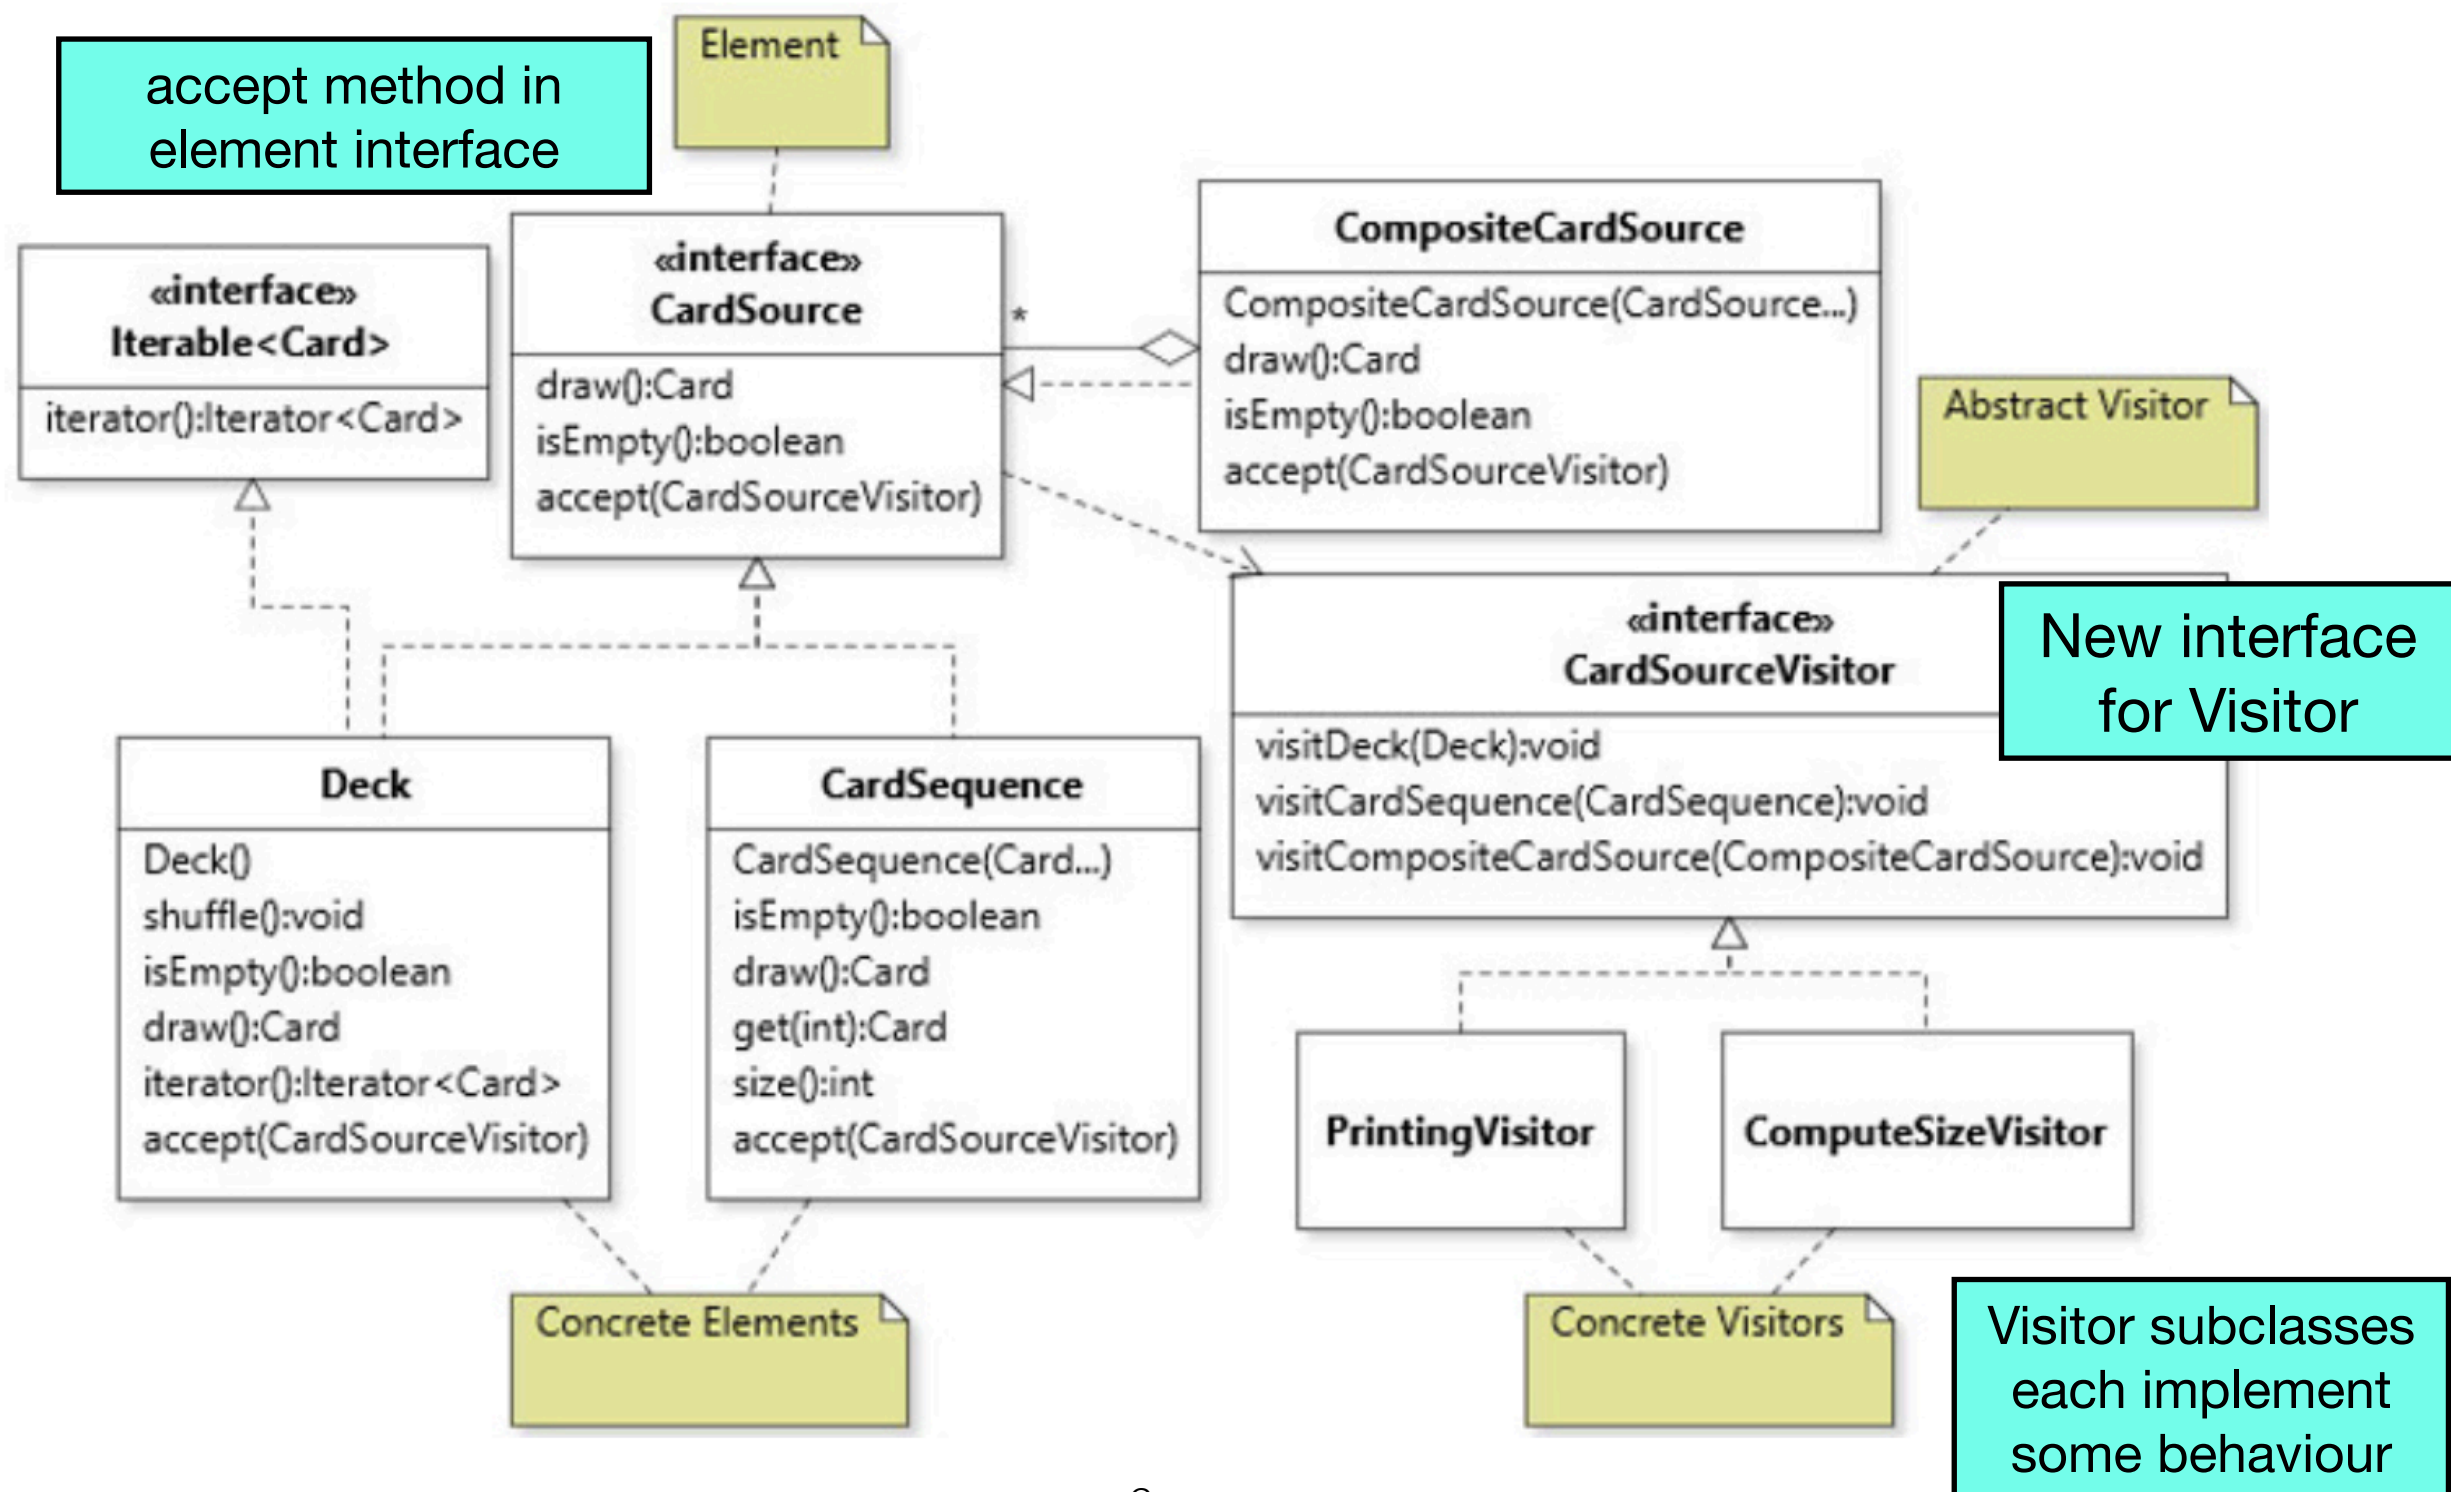 accept method in
element interface
Element
«interface»
Iterable<Card>
iterator():Iterator<Card>
«interface»
CardSource
draw():Card
isEmpty():boolean
accept(CardSourceVisitor)
*
CompositeCardSource
CompositeCardSource(CardSource...)
draw():Card
isEmpty():boolean
accept(CardSourceVisitor)
Abstract Visitor
«interface»
CardSourceVisitor
visitDeck(Deck):void
visitCardSequence(CardSequence):void
visitCompositeCardSource(CompositeCardSource):void
New interface
for Visitor
Deck
Deck()
shuffle():void
isEmpty():boolean
draw():Card
iterator():Iterator<Card>
accept(CardSourceVisitor)
CardSequence
CardSequence(Card...)
isEmpty():boolean
draw():Card
get(int):Card
size():int
accept(CardSourceVisitor)
PrintingVisitor
ComputeSizeVisitor
Concrete Elements
Concrete Visitors
Visitor subclasses
each implement
some behaviour